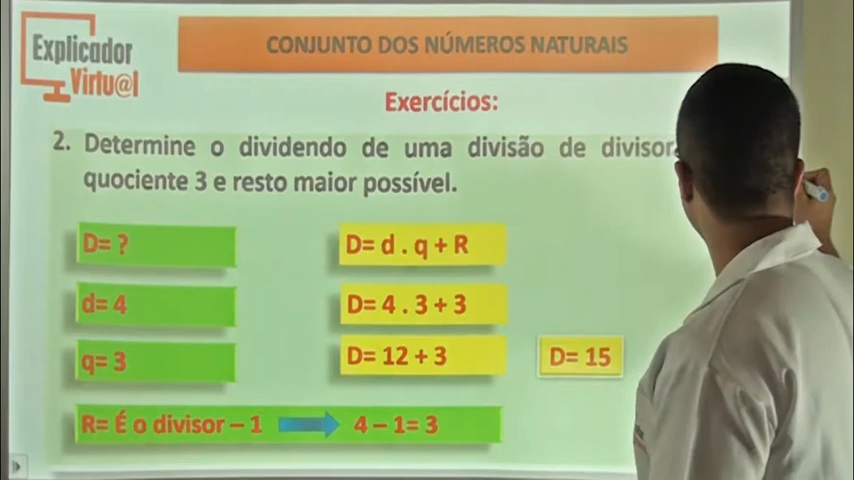 Explicador
Virtu@l
CONJUNTO DOS NÚMEROS NATURAIS
Exercícios:
2. Determine o dividendo de uma divisão de divisor
quociente 3 e resto maior possível.
D= ?
D= d . q + R
d= 4
D= 4 . 3 + 3
q= 3
D= 12 + 3
D= 15
R= É o divisor – 1
4 – 1= 3